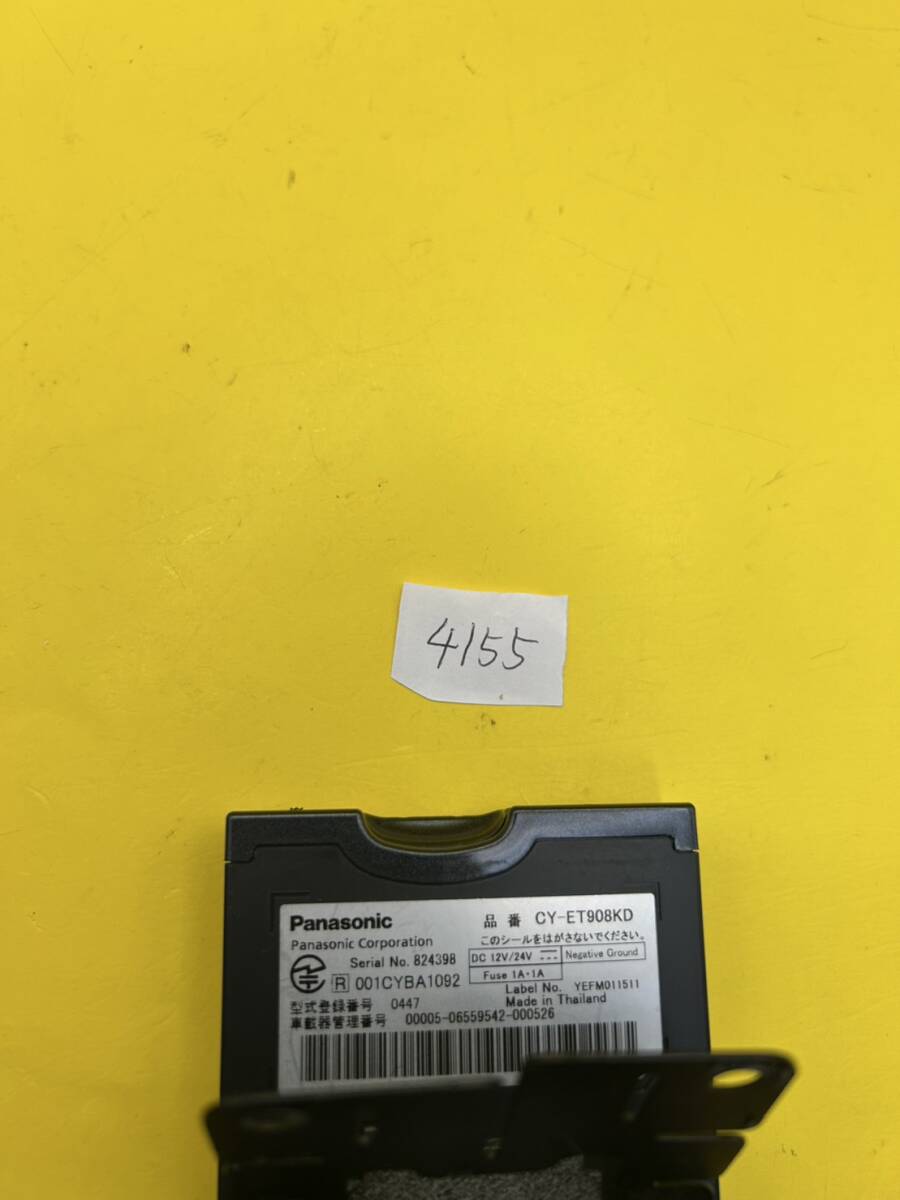 4155
Panasonic 品番 CY-ET908KD
Panasonic Corporation このシールをはがさないでください。
Serial No. 824398 DC 12V/24V Negative Ground
Fuse 1A・1A
R 001CYBA1092 Label No. YEFM011511
型式登録番号 0447 Made in Thailand
車載器管理番号 00005-06559542-000526